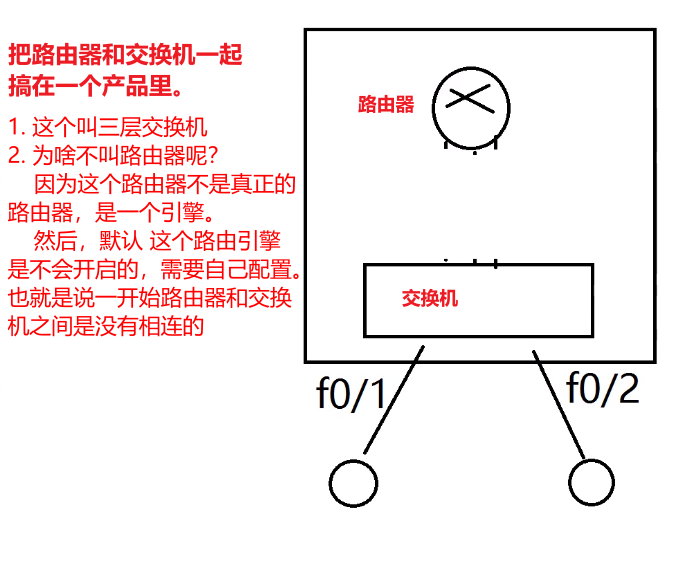 把路由器和交换机一起
搞在一个产品里。
1. 这个叫三层交换机
2. 为啥不叫路由器呢？
因为这个路由器不是真正的
路由器，是一个引擎。
然后，默认 这个路由引擎
是不会开启的，需要自己配置。
也就是说一开始路由器和交换
机之间是没有相连的
路由器
交换机
f0/1
f0/2